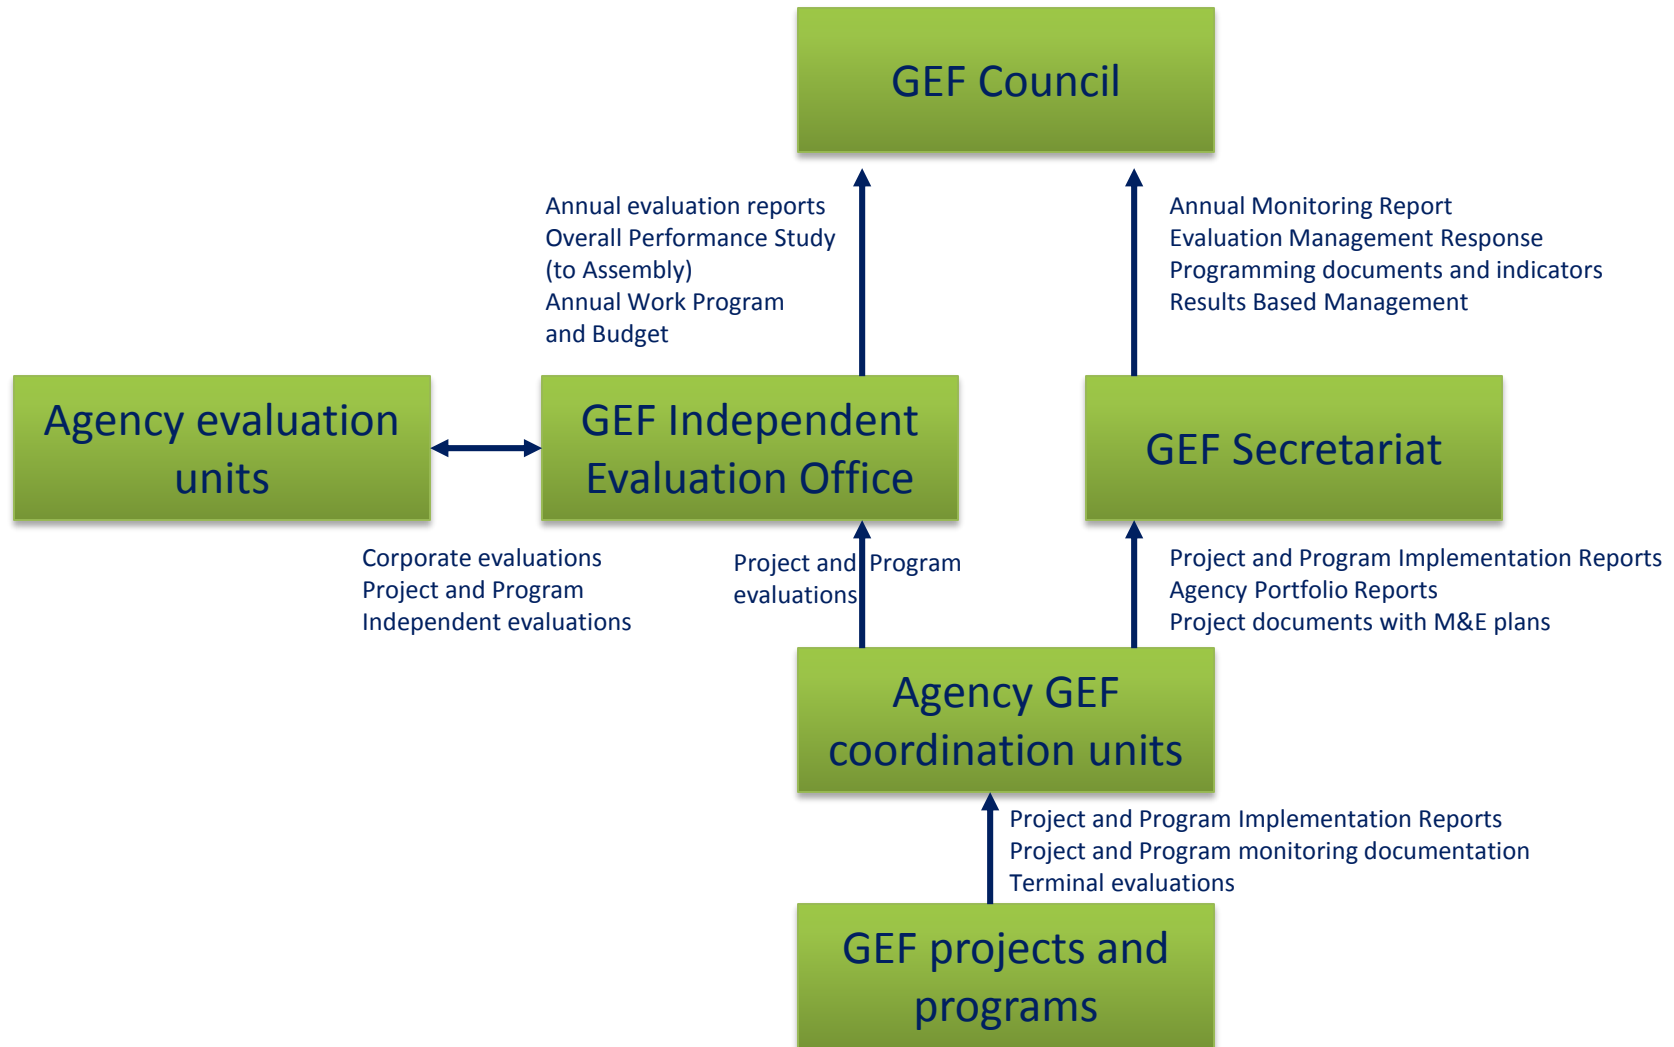 GEF Council
Annual evaluation reports
Overall Performance Study
(to Assembly)
Annual Work Program
and Budget
Annual Monitoring Report
Evaluation Management Response
Programming documents and indicators
Results Based Management
Agency evaluation
units
GEF Independent
Evaluation Office
GEF Secretariat
Corporate evaluations
Project and Program
Independent evaluations
Project and Program
evaluations
Project and Program Implementation Reports
Agency Portfolio Reports
Project documents with M&E plans
Agency GEF
coordination units
Project and Program Implementation Reports
Project and Program monitoring documentation
Terminal evaluations
GEF projects and
programs